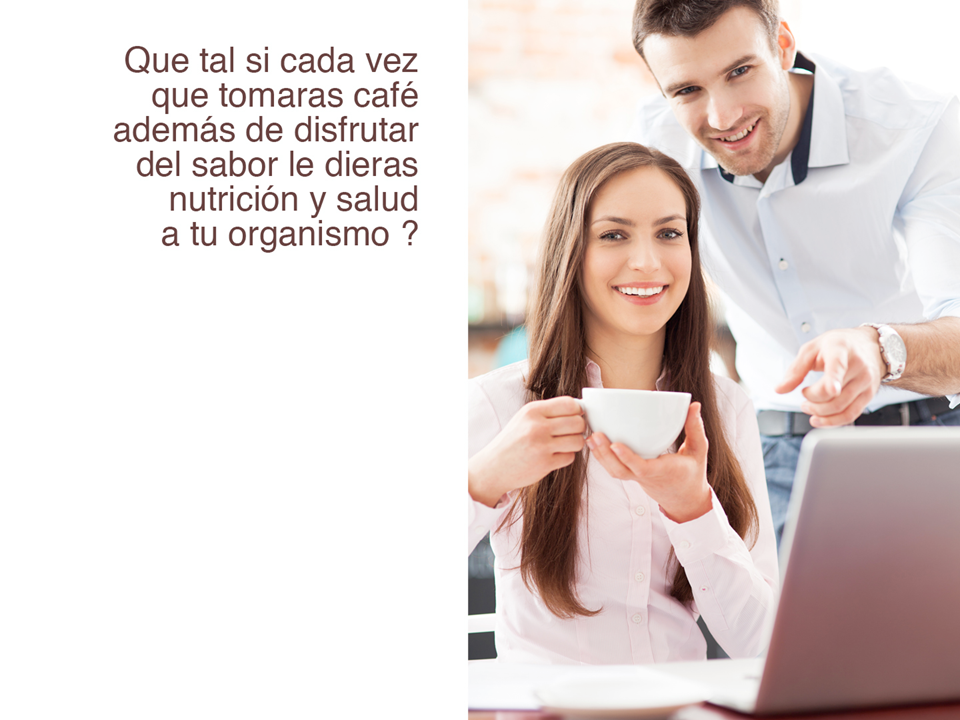 Que tal si cada vez
que tomaras café
además de disfrutar
del sabor le dieras
nutrición y salud
a tu organismo ?